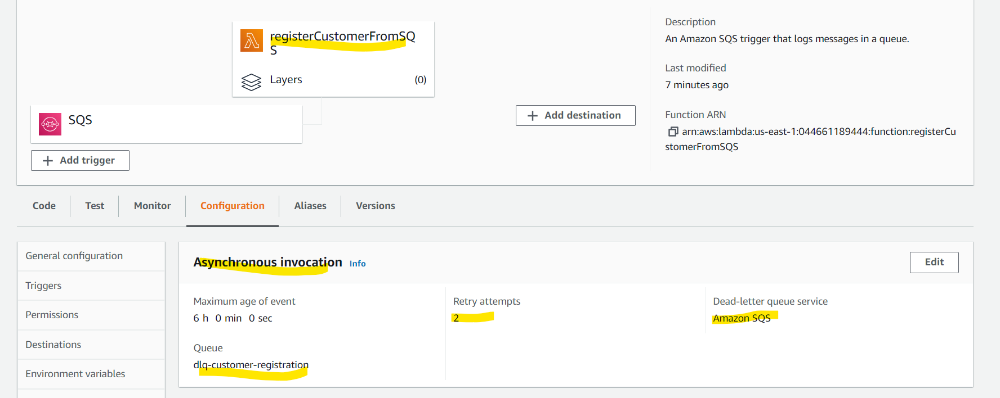 registerCustomerFromSQ
S
Layers
(0)
SQS
Add trigger
Add destination
Description
An Amazon SQS trigger that logs messages in a queue.
Last modified
7 minutes ago
Function ARN
arn:aws:lambda:us-east-1:044661189444:function:registerCu
stomerFromSQS
Code
Test
Monitor
Configuration
Aliases
Versions
General configuration
Triggers
Permissions
Destinations
Environment variables
Asynchronous invocation Info
Edit
Maximum age of event
6 h 0 min 0 sec
Retry attempts
2
Dead-letter queue service
Amazon SQS
Queue
dlq-customer-registration